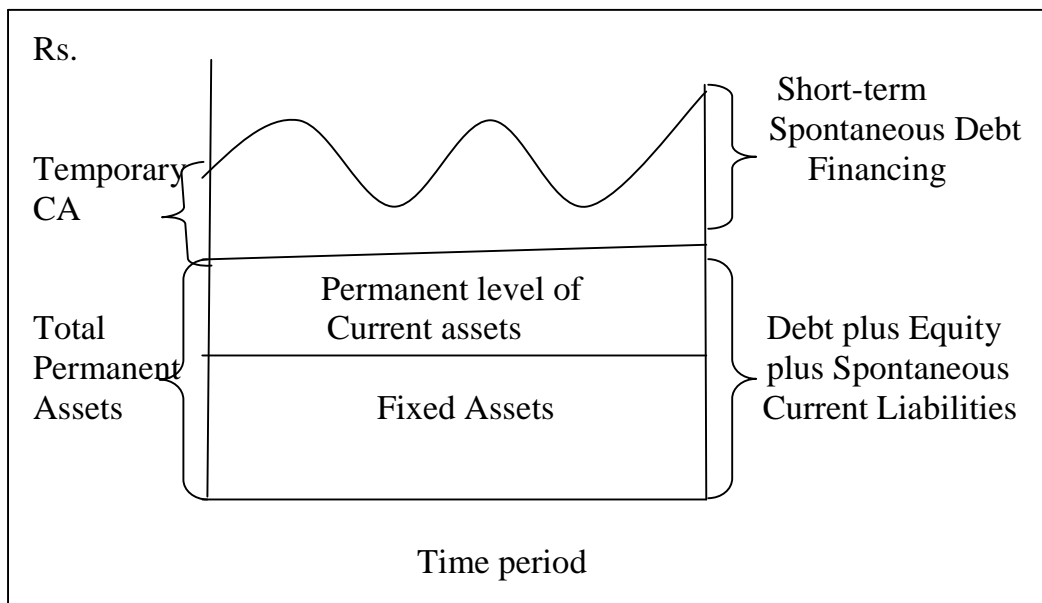 Rs.
Short-term
Spontaneous Debt
Financing
Temporary
CA
Permanent level of
Current assets
Total
Permanent
Assets
Debt plus Equity
plus Spontaneous
Current Liabilities
Fixed Assets
Time period